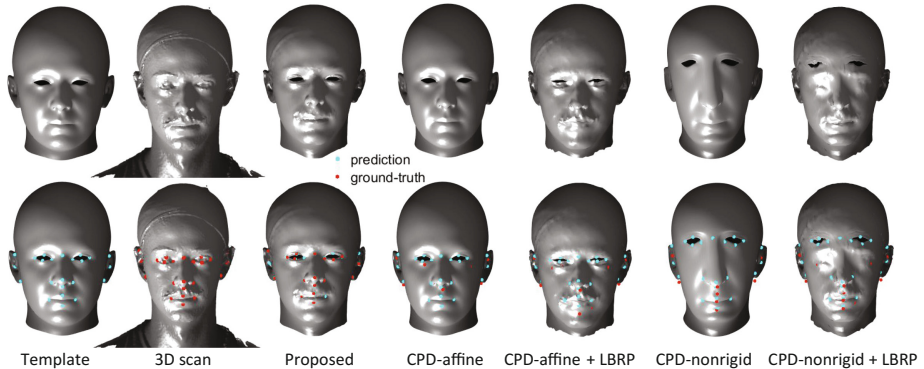 prediction
ground-truth
Template
3D scan
Proposed
CPD-affine
CPD-affine + LBRP
CPD-nonrigid
CPD-nonrigid + LBRP